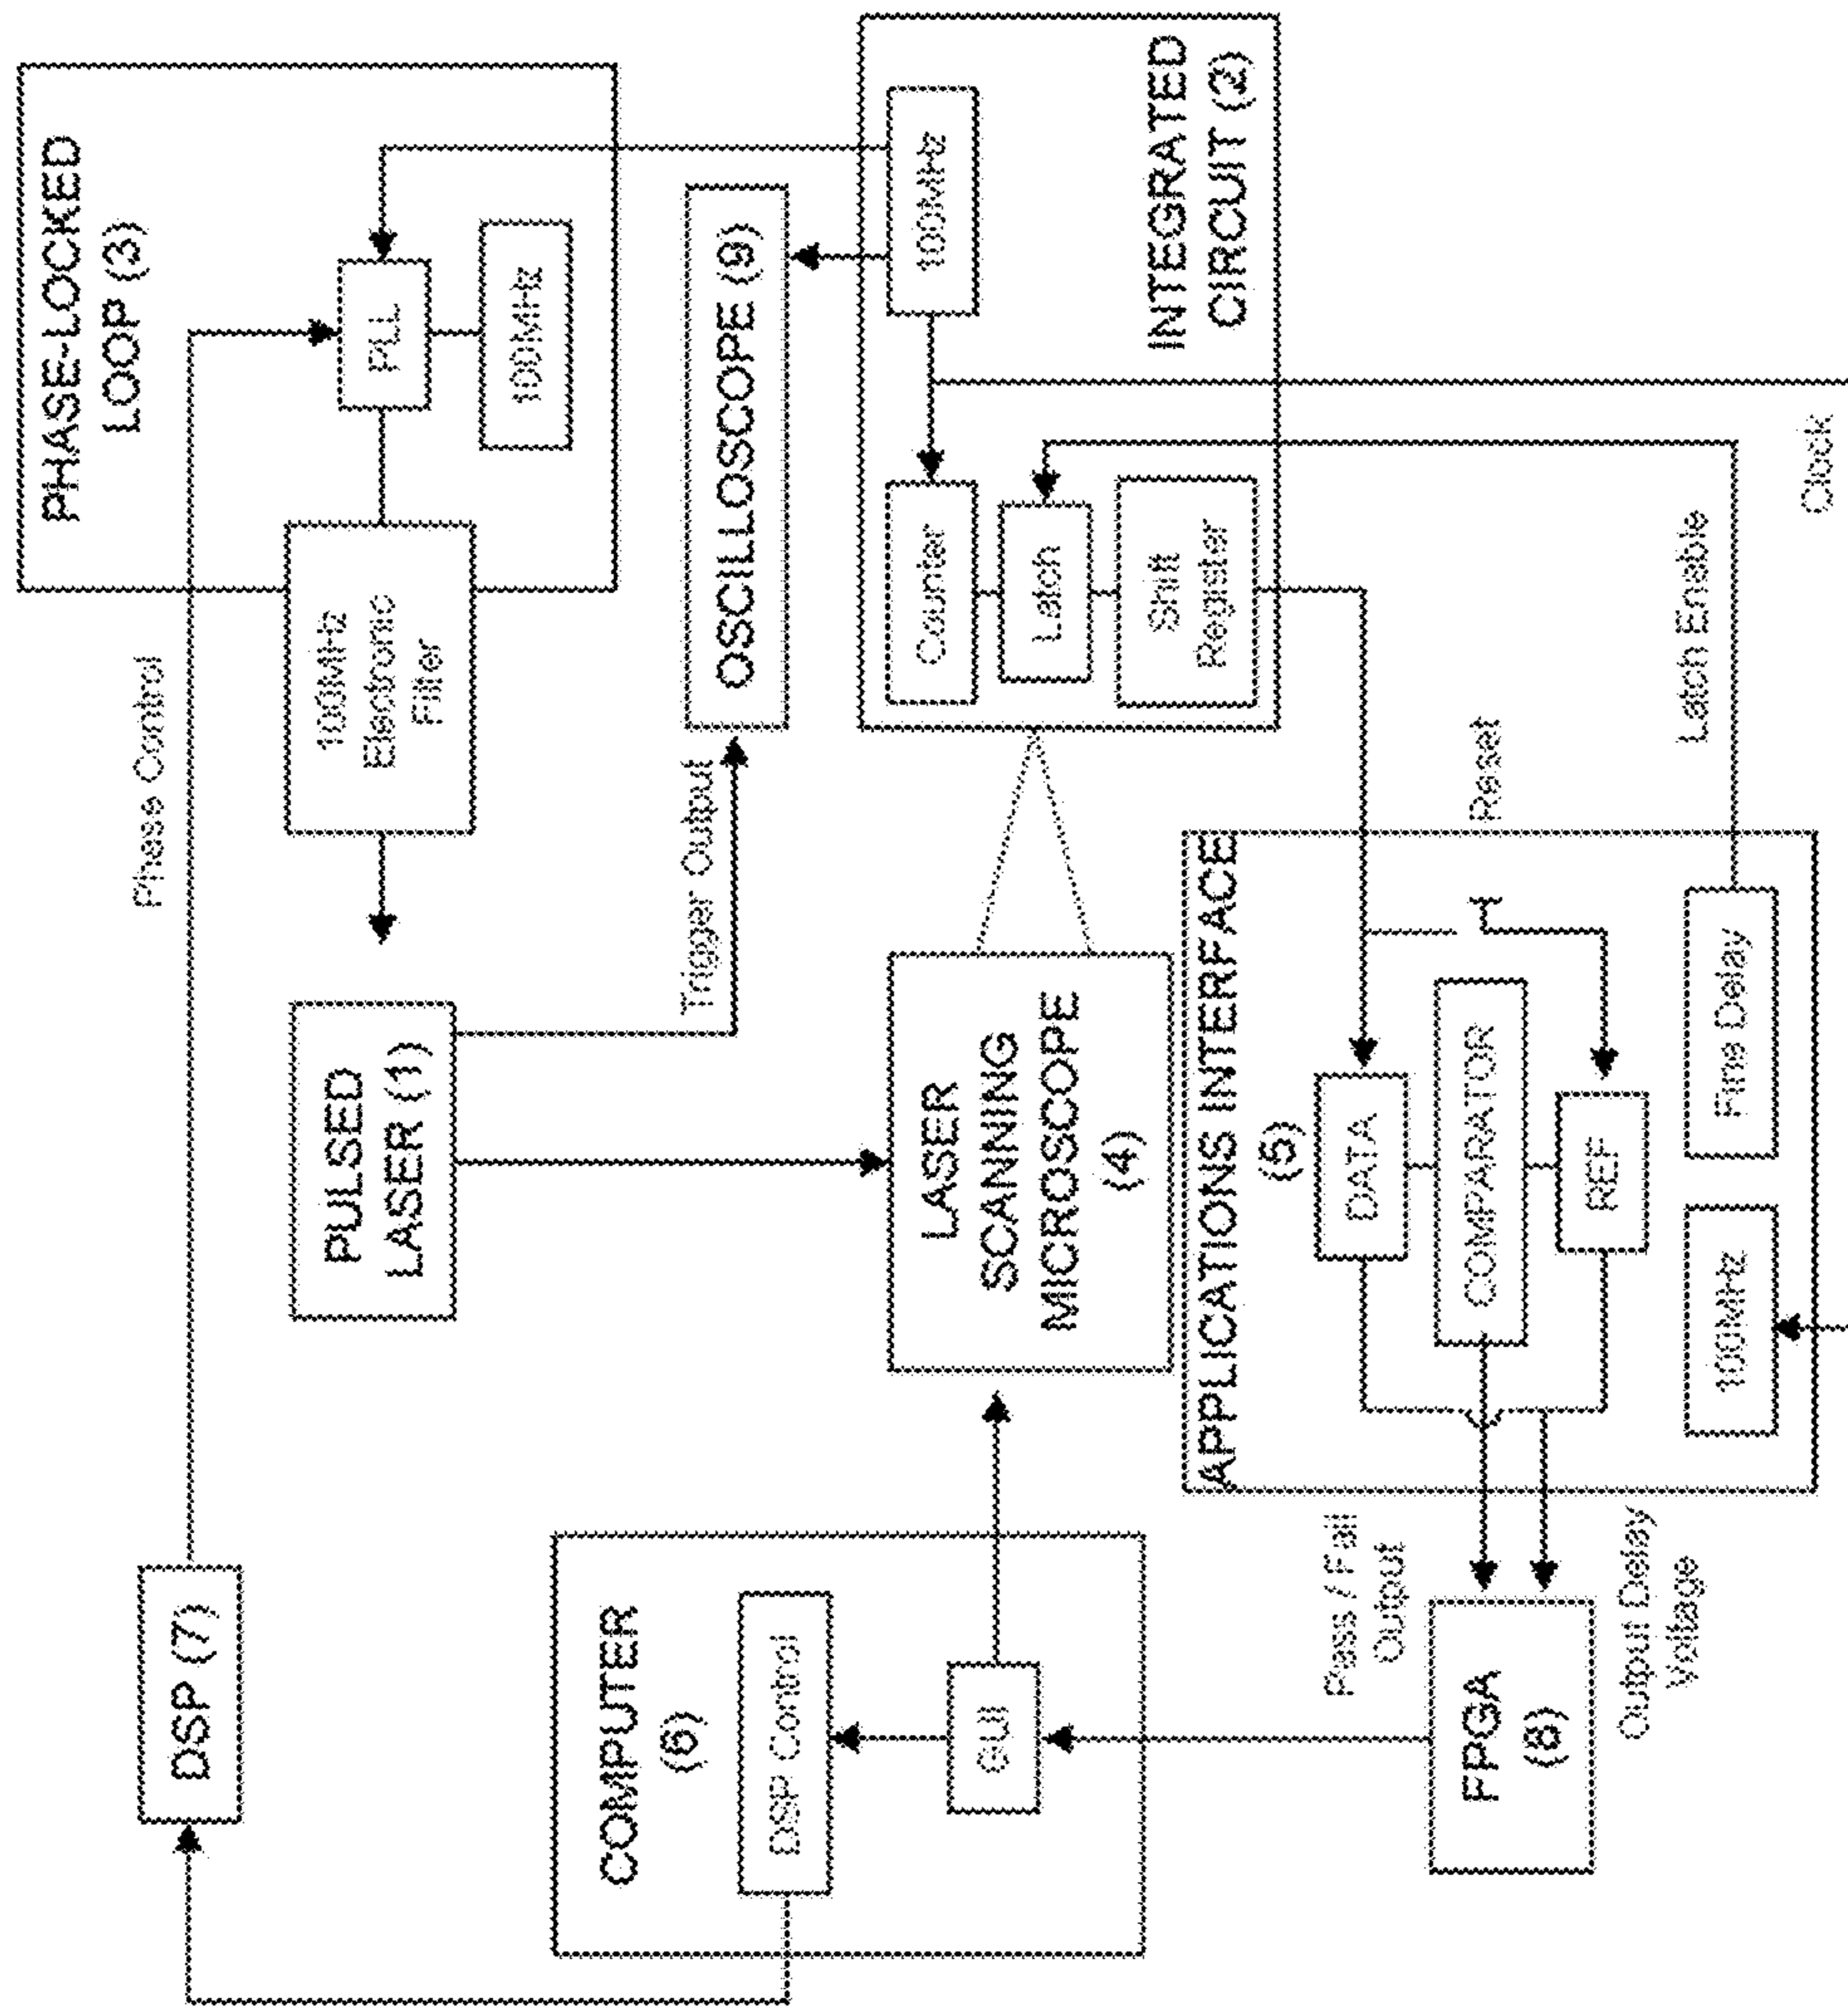 DSP (7)
Phase Control
PHASE-LOCKED
LOOP (3)
PULSED
LASER (1)
100MHz
Electronic
Filter
PLL
100MHz
COMPUTER
(6)
DSP Control
GUI
Trigger Output
OSCILLOSCOPE (9)
LASER
SCANNING
MICROSCOPE
(4)
Counter
100MHz
Latch
Shift
Register
INTEGRATED
CIRCUIT (2)
APPLICATIONS INTERFACE
(5)
DATA
COMPARATOR
REF
Reset
100MHz
Fine Delay
Latch Enable
Clock
Pass / Fail
Output
FPGA
(8)
Output Delay
Voltage